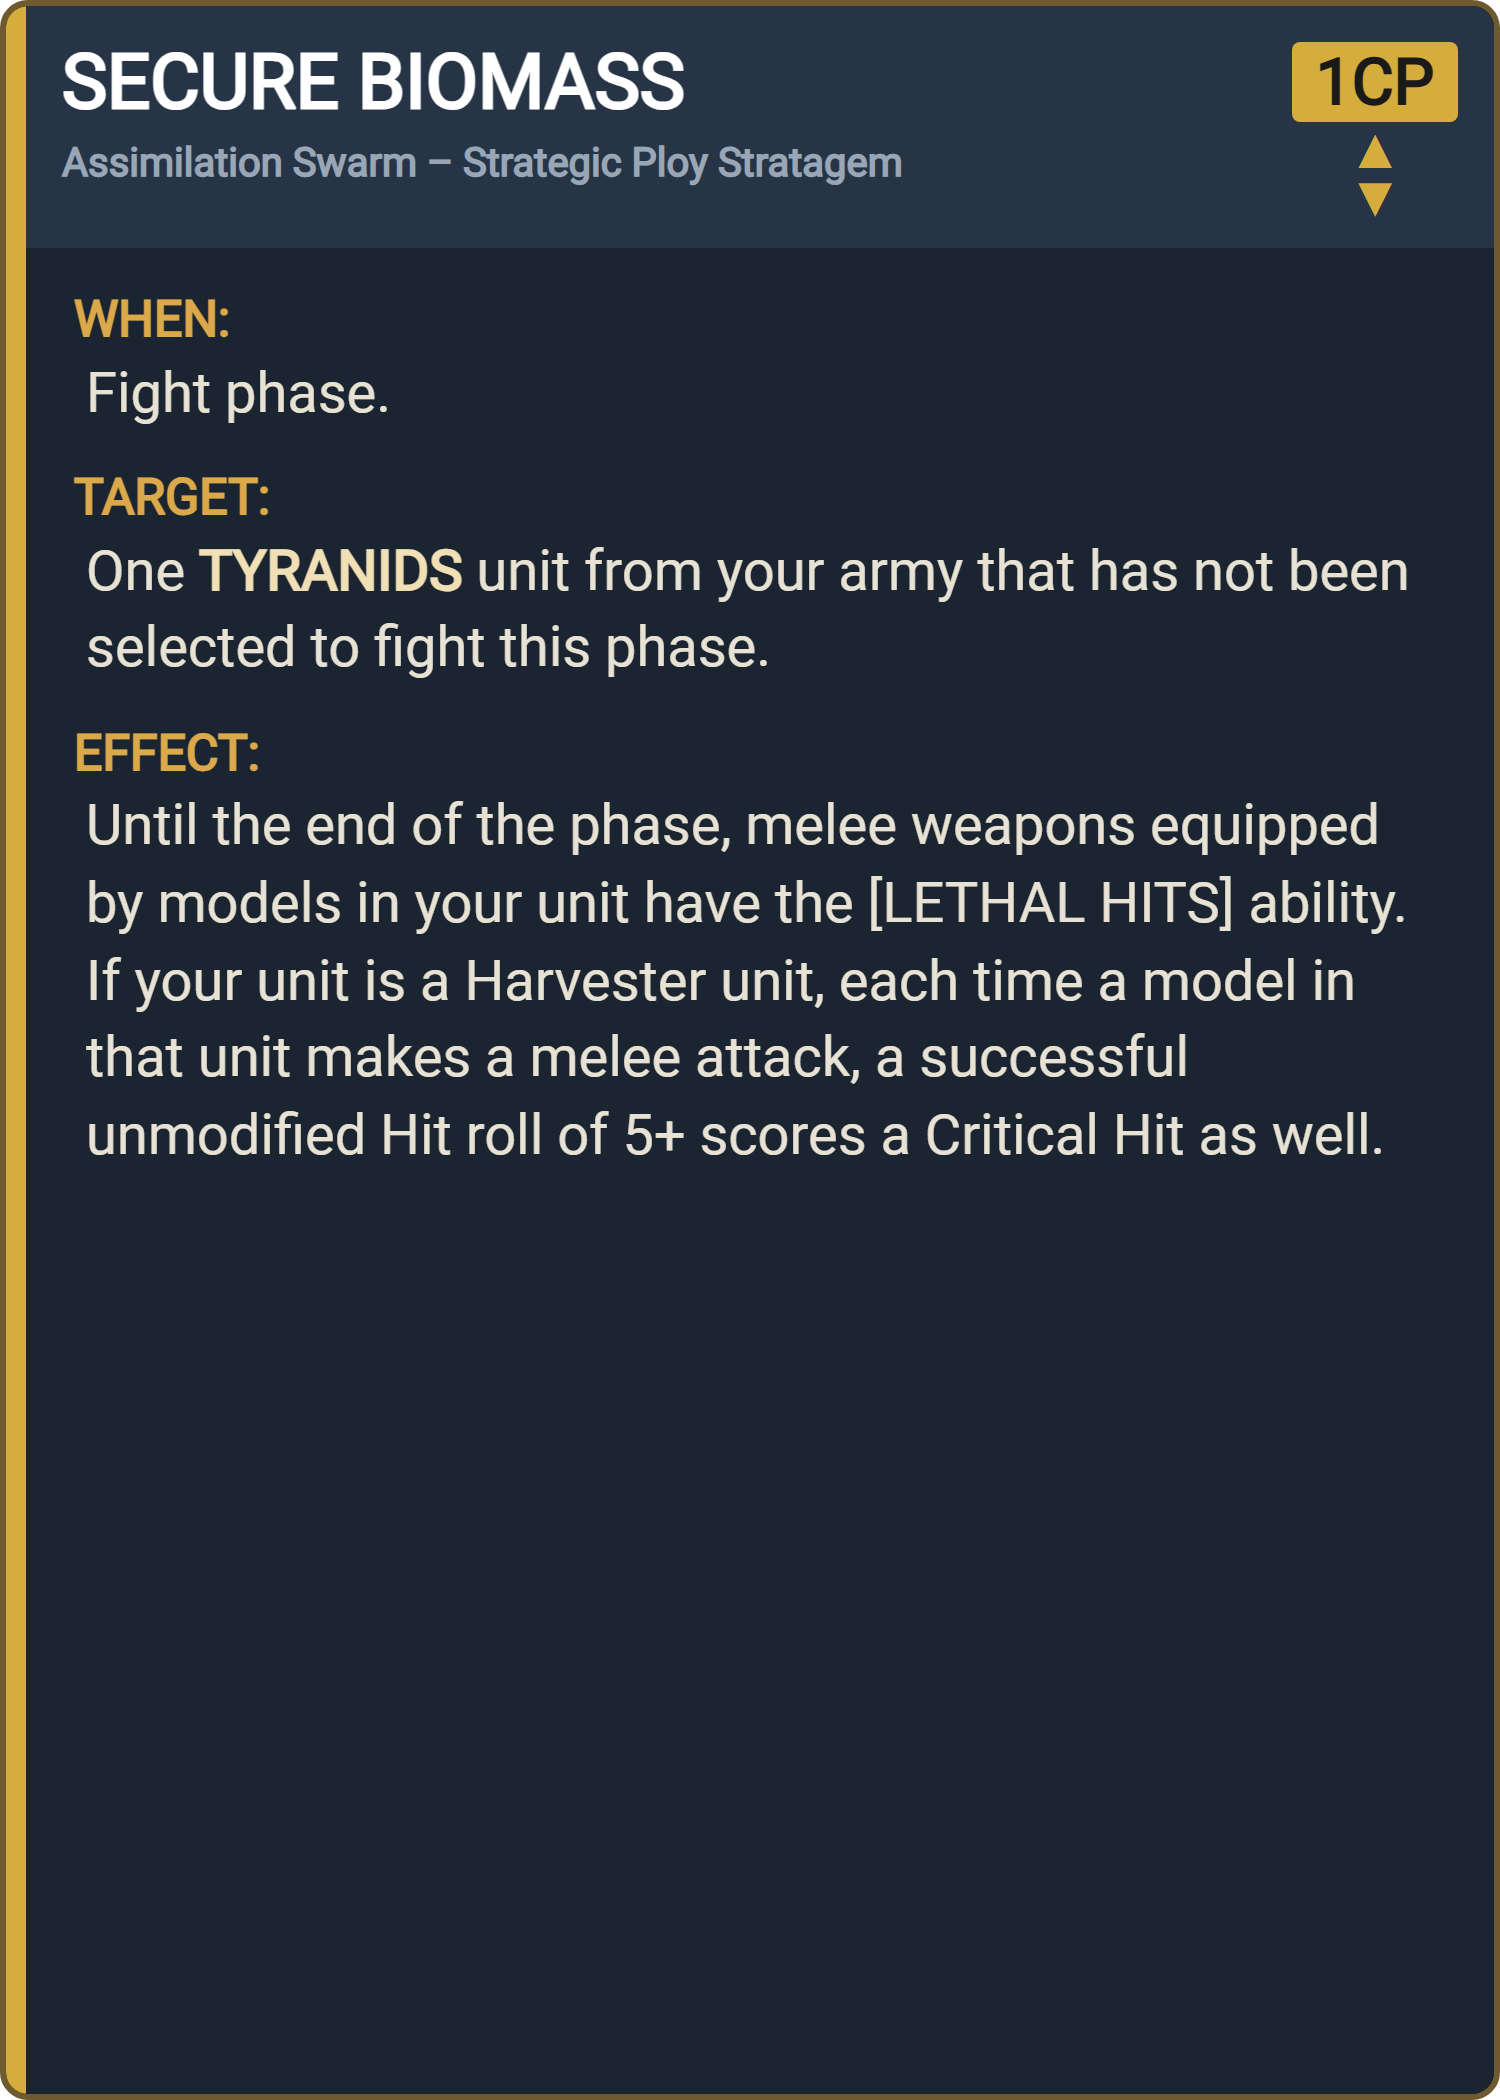 SECURE BIOMASS
1CP
Assimilation Swarm – Strategic Ploy Stratagem
▲
▼
WHEN:
Fight phase.
TARGET:
One TYRANIDS unit from your army that has not been
selected to fight this phase.
EFFECT:
Until the end of the phase, melee weapons equipped
by models in your unit have the [LETHAL HITS] ability.
If your unit is a Harvester unit, each time a model in
that unit makes a melee attack, a successful
unmodified Hit roll of 5+ scores a Critical Hit as well.